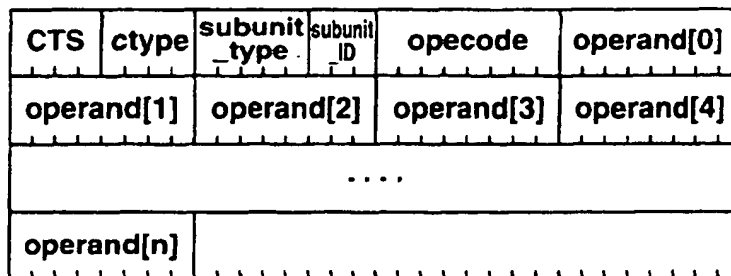 CTS ctype subunit_type subunit_ID opecode operand[0]
operand[1] operand[2] operand[3] operand[4]
....
operand[n]